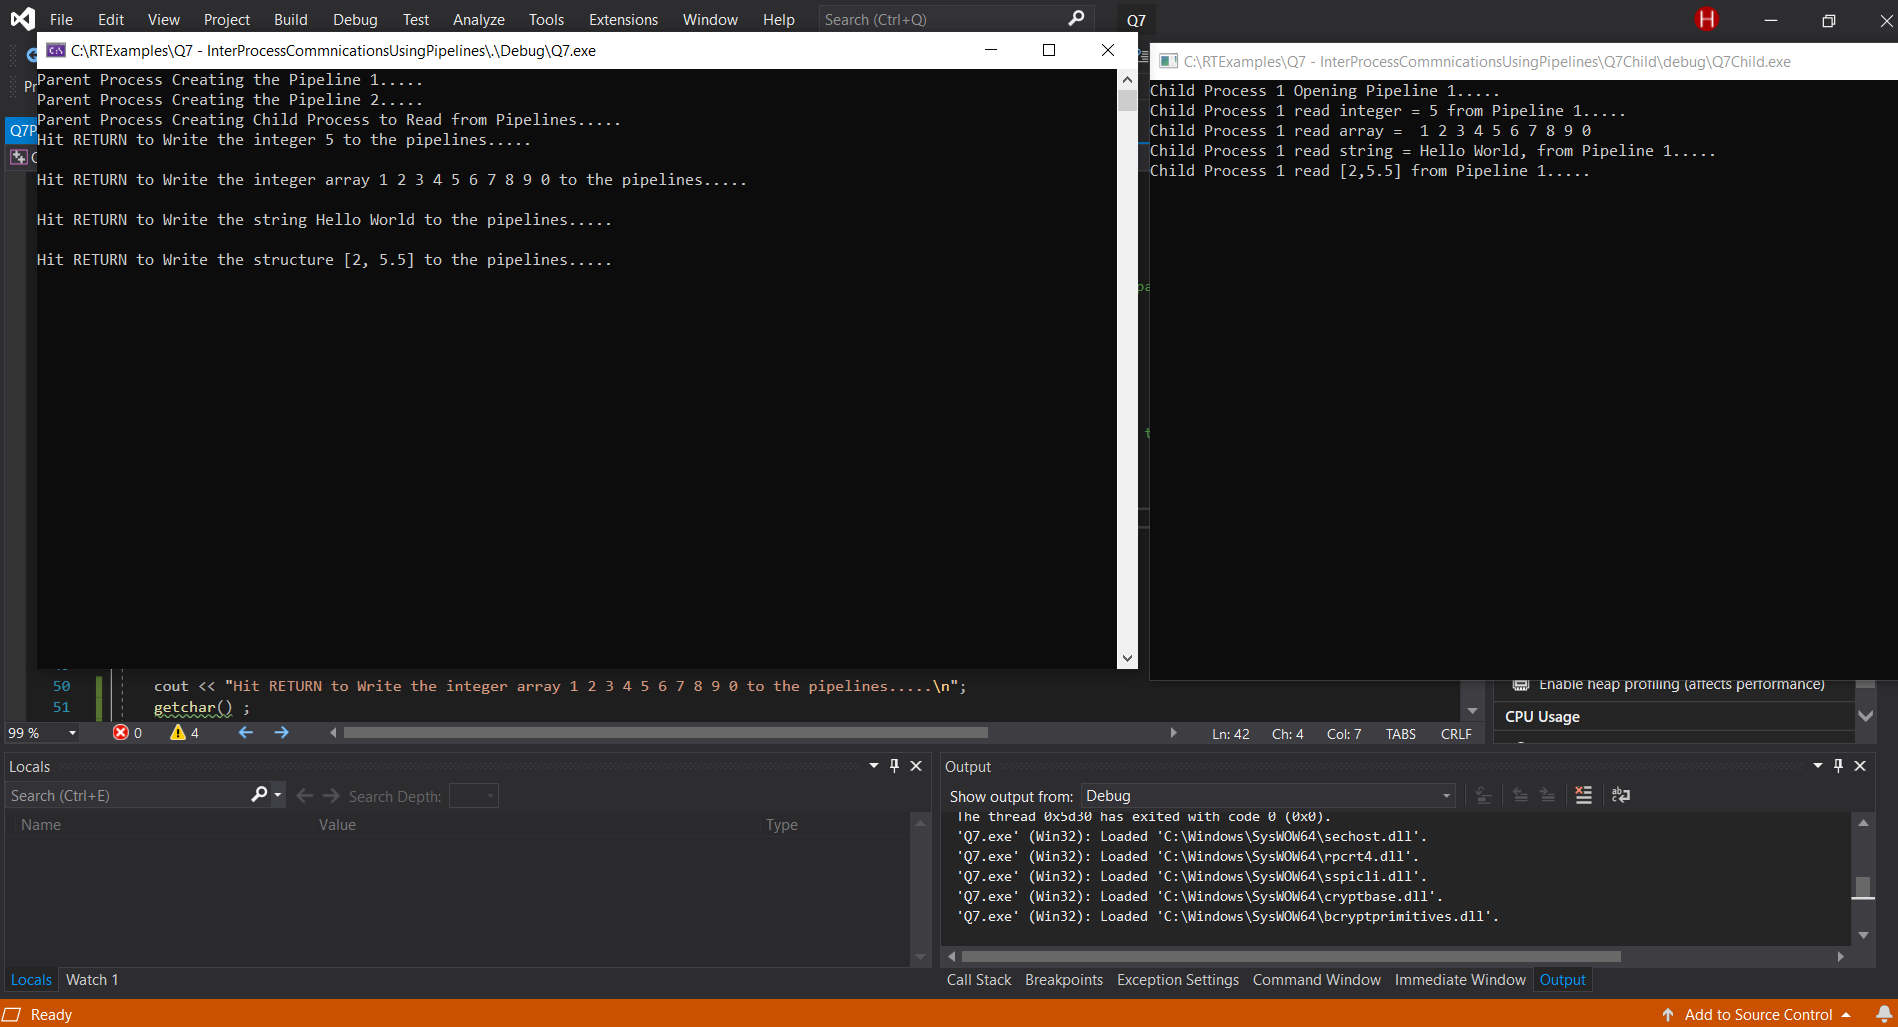 File Edit View Project Build Debug Test Analyze Tools Extensions Window Help Search (Ctrl+Q) Q7 H
C:\RTExamples\Q7 - InterProcessCommnicationsUsingPipelines\.\Debug\Q7.exe
Parent Process Creating the Pipeline 1.....
Parent Process Creating the Pipeline 2.....
Parent Process Creating Child Process to Read from Pipelines.....
Hit RETURN to Write the integer 5 to the pipelines.....
Hit RETURN to Write the integer array 1 2 3 4 5 6 7 8 9 0 to the pipelines.....
Hit RETURN to Write the string Hello World to the pipelines.....
Hit RETURN to Write the structure [2, 5.5] to the pipelines.....
C:\RTExamples\Q7 - InterProcessCommnicationsUsingPipelines\Q7Child\debug\Q7Child.exe
Child Process 1 Opening Pipeline 1.....
Child Process 1 read integer = 5 from Pipeline 1.....
Child Process 1 read array =  1 2 3 4 5 6 7 8 9 0
Child Process 1 read string = Hello World, from Pipeline 1.....
Child Process 1 read [2,5.5] from Pipeline 1.....
Pr
Q7P
50 cout << "Hit RETURN to Write the integer array 1 2 3 4 5 6 7 8 9 0 to the pipelines.....\n";
51 getchar() ;
Enable heap profiling (affects performance)
CPU Usage
99 % 0 4 Ln: 42 Ch: 4 Col: 7 TABS CRLF
Locals
Search (Ctrl+E) Search Depth:
Name Value Type
Locals Watch 1
Output
Show output from: Debug
The thread 0x5d30 has exited with code 0 (0x0).
'Q7.exe' (Win32): Loaded 'C:\Windows\SysWOW64\sechost.dll'.
'Q7.exe' (Win32): Loaded 'C:\Windows\SysWOW64\rpcrt4.dll'.
'Q7.exe' (Win32): Loaded 'C:\Windows\SysWOW64\sspicli.dll'.
'Q7.exe' (Win32): Loaded 'C:\Windows\SysWOW64\cryptbase.dll'.
'Q7.exe' (Win32): Loaded 'C:\Windows\SysWOW64\bcryptprimitives.dll'.
Call Stack Breakpoints Exception Settings Command Window Immediate Window Output
Ready Add to Source Control